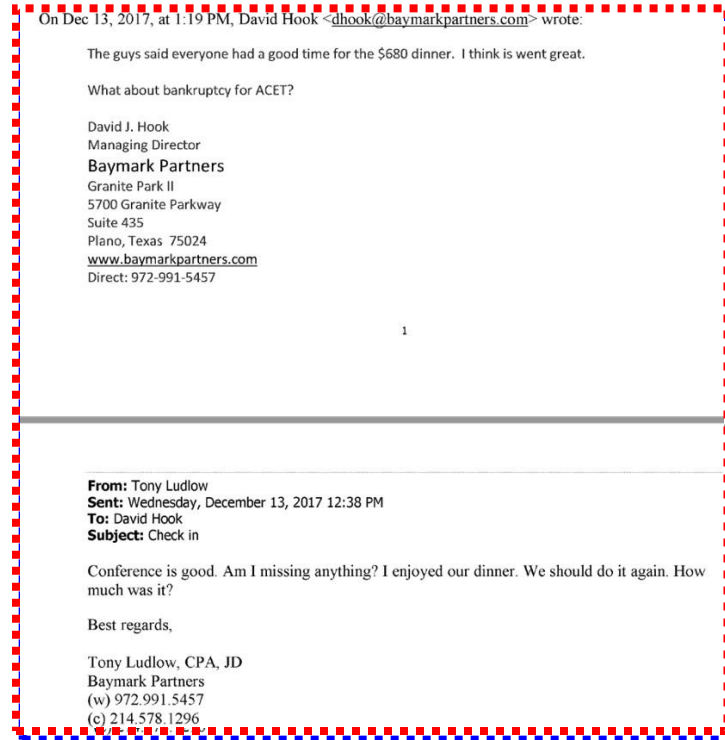 On Dec 13, 2017, at 1:19 PM, David Hook <dhook@baymarkpartners.com> wrote:
The guys said everyone had a good time for the $680 dinner.  I think is went great.
What about bankruptcy for ACET?
David J. Hook
Managing Director
Baymark Partners
Granite Park II
5700 Granite Parkway
Suite 435
Plano, Texas  75024
www.baymarkpartners.com
Direct: 972-991-5457
1
From: Tony Ludlow
Sent: Wednesday, December 13, 2017 12:38 PM
To: David Hook
Subject: Check in
Conference is good. Am I missing anything? I enjoyed our dinner. We should do it again. How
much was it?
Best regards,
Tony Ludlow, CPA, JD
Baymark Partners
(w) 972.991.5457
(c) 214.578.1296